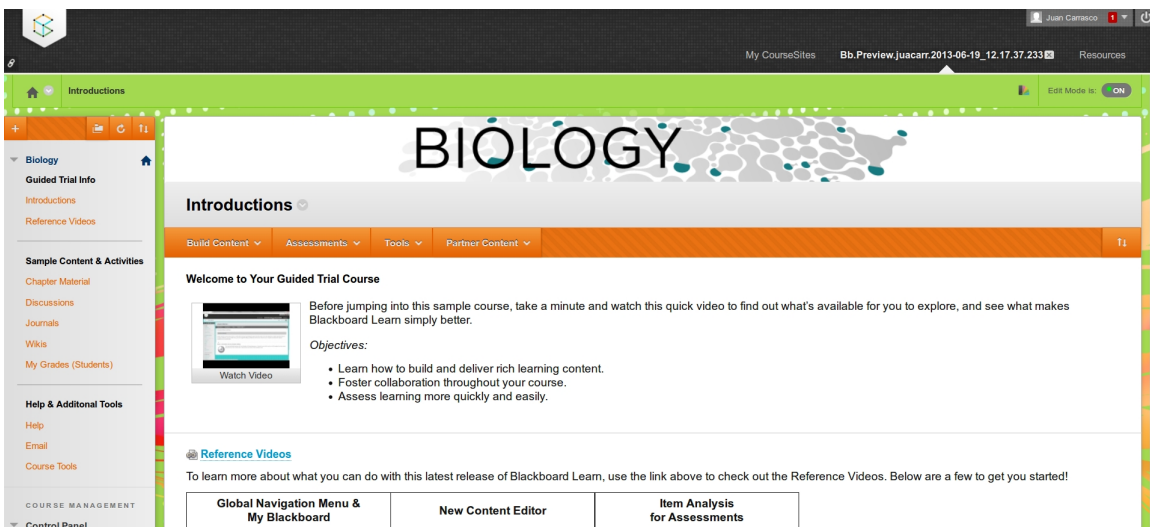 Juan Carrasco 1
My CourseSites Bb.Preview.juacarr.2013-06-19_12.17.37.233 Resources
Introductions
Edit Mode is: ON
BIOLOGY
Biology
Guided Trial Info
Introductions
Reference Videos
Sample Content & Activities
Chapter Material
Discussions
Journals
Wikis
My Grades (Students)
Help & Additonal Tools
Help
Email
Course Tools
COURSE MANAGEMENT
Control Panel
Introductions
Build Content Assessments Tools Partner Content
Welcome to Your Guided Trial Course
Watch Video
Before jumping into this sample course, take a minute and watch this quick video to find out what's available for you to explore, and see what makes
Blackboard Learn simply better.
Objectives:
• Learn how to build and deliver rich learning content.
• Foster collaboration throughout your course.
• Assess learning more quickly and easily.
Reference Videos
To learn more about what you can do with this latest release of Blackboard Learn, use the link above to check out the Reference Videos. Below are a few to get you started!
Global Navigation Menu &
My Blackboard
New Content Editor
Item Analysis
for Assessments